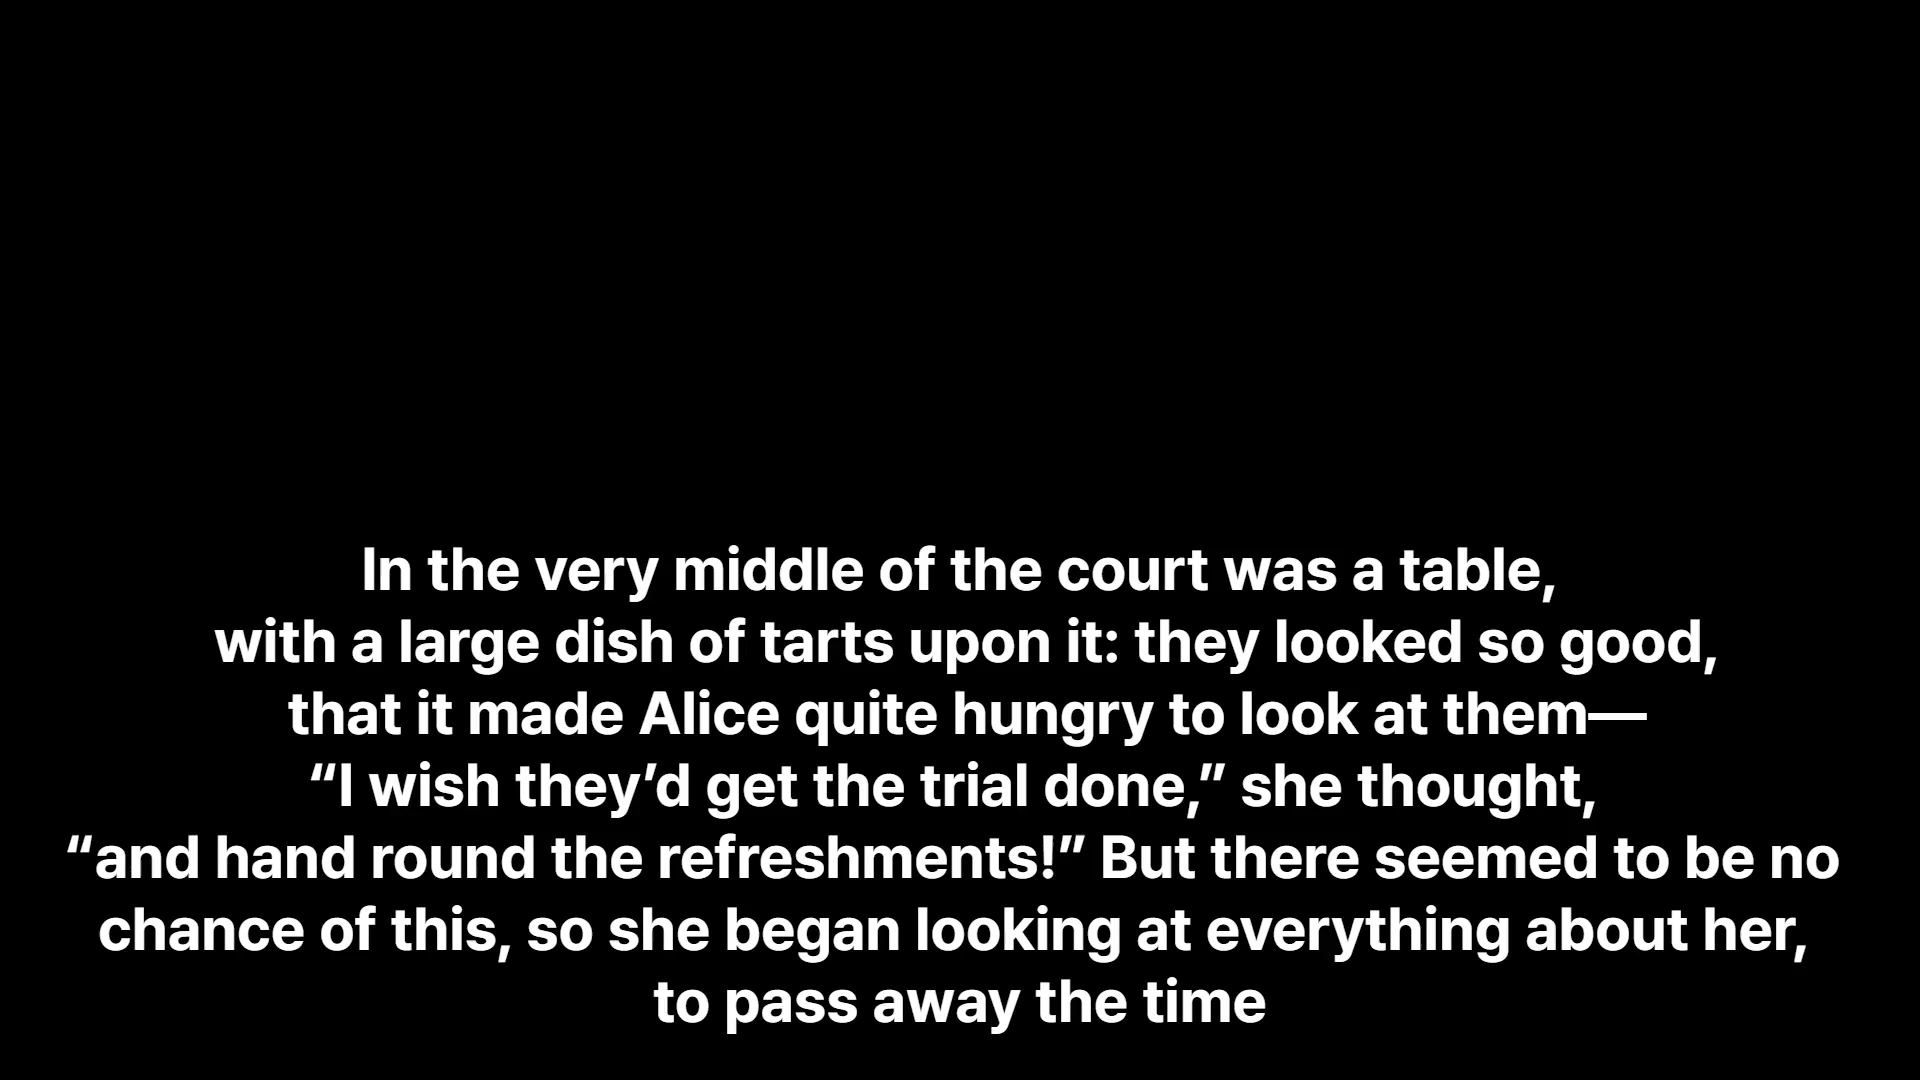 In the very middle of the court was a table,
with a large dish of tarts upon it: they looked so good,
that it made Alice quite hungry to look at them—
“I wish they’d get the trial done,” she thought,
“and hand round the refreshments!” But there seemed to be no
chance of this, so she began looking at everything about her,
to pass away the time